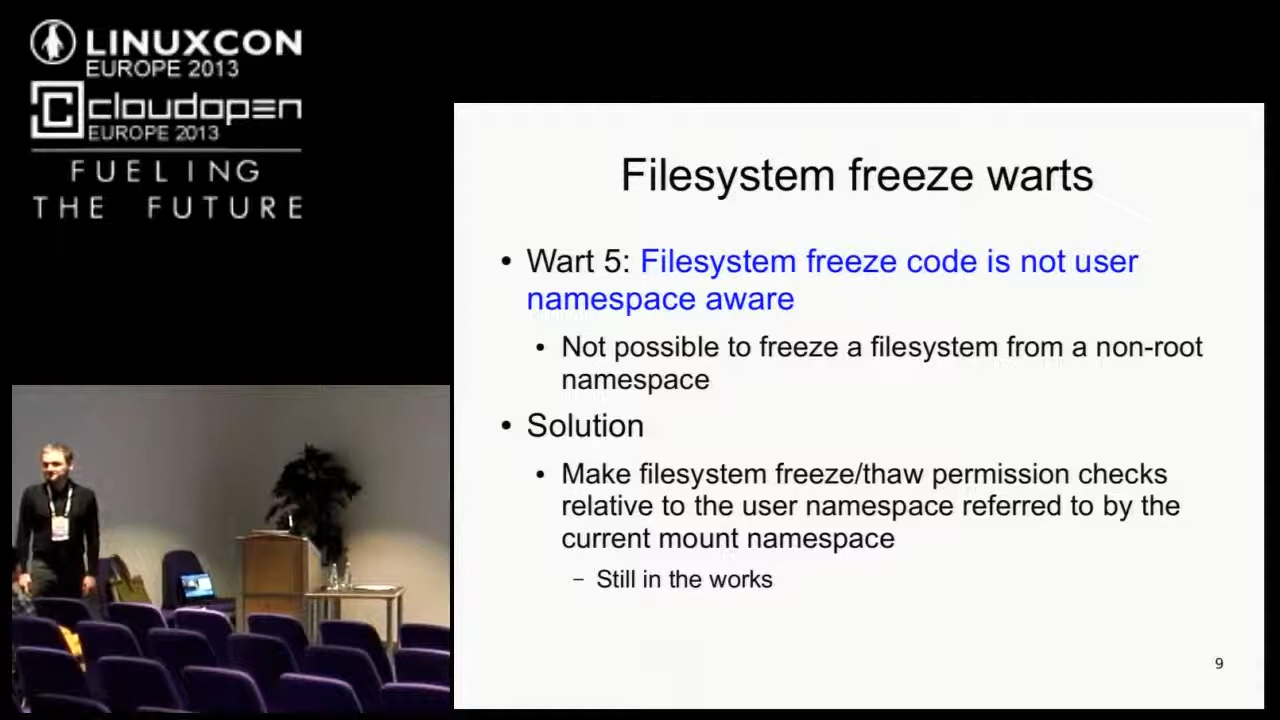 LINUXCON
EUROPE 2013
cloudopen
EUROPE 2013
FUELING
THE FUTURE
Filesystem freeze warts
• Wart 5: Filesystem freeze code is not user
namespace aware
• Not possible to freeze a filesystem from a non-root
namespace
• Solution
• Make filesystem freeze/thaw permission checks
relative to the user namespace referred to by the
current mount namespace
– Still in the works
9